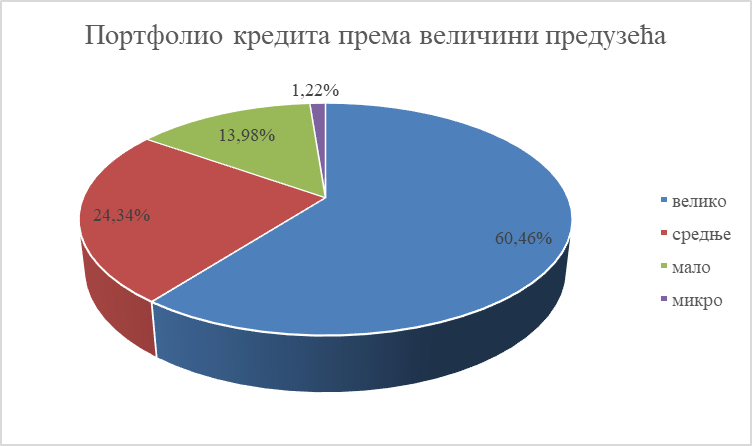 Портфолио кредита према величини предузећа
1,22%
13,98%
24,34%
60,46%
велико
средње
мало
микро